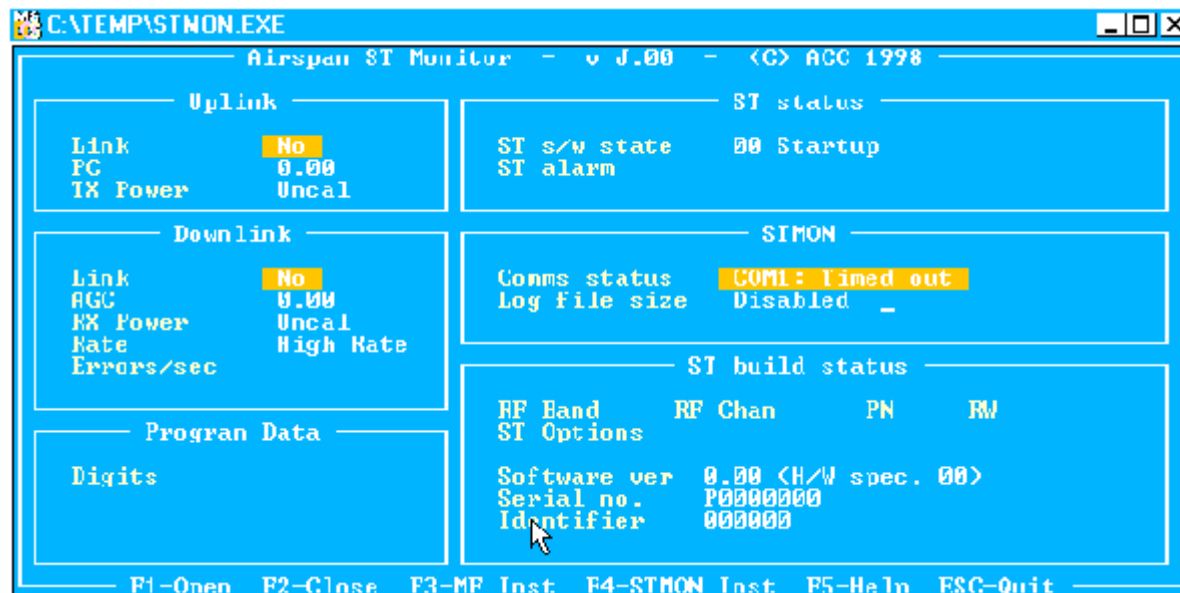 C:\TEMP\STMON.EXE
Airspan ST Monitor - v J.00 - (C) ACC 1998
Uplink
Link No
PC 0.00
TX Power Uncal
ST status
ST s/w state 00 Startup
ST alarm
Downlink
Link No
AGC 0.00
RX Power Uncal
Rate High Rate
Errors/sec
STMON
Comms status COM1: Timed out
Log file size Disabled _
ST build status
RF Band RF Chan PN RW
ST Options
Software ver 0.00 (H/W spec. 00)
Serial no. P0000000
Identifier 000000
Program Data
Digits
F1-Open F2-Close F3-MF Inst F4-STMON Inst F5-Help ESC-Quit